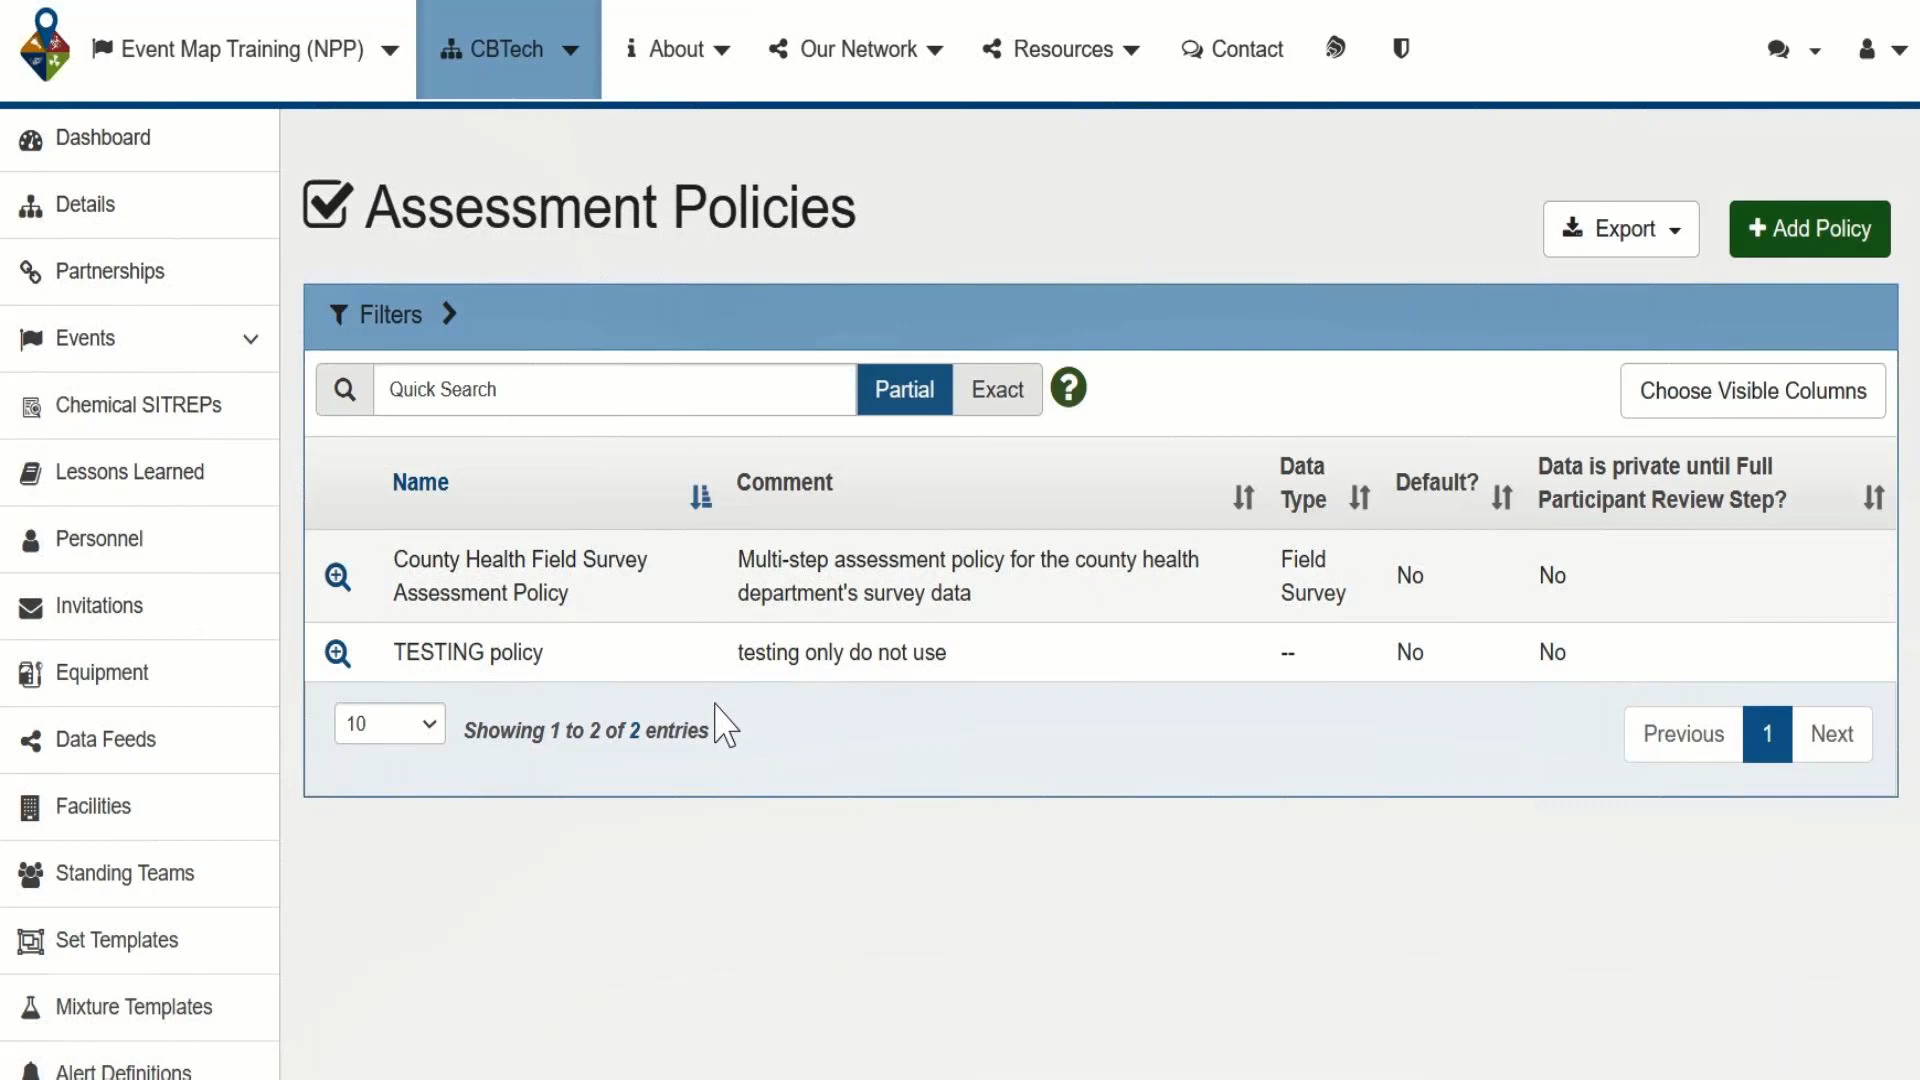 Event Map Training (NPP)
CBTech
About
Our Network
Resources
Contact
Dashboard
Details
Partnerships
Events
Chemical SITREPs
Lessons Learned
Personnel
Invitations
Equipment
Data Feeds
Facilities
Standing Teams
Set Templates
Mixture Templates
Alert Definitions
Assessment Policies
Export
Add Policy
Filters
Quick Search
Partial
Exact
Choose Visible Columns
Name
Comment
Data
Type
Default?
Data is private until Full
Participant Review Step?
County Health Field Survey
Assessment Policy
Multi-step assessment policy for the county health
department's survey data
Field
Survey
No
No
TESTING policy
testing only do not use
--
No
No
10
Showing 1 to 2 of 2 entries
Previous
1
Next